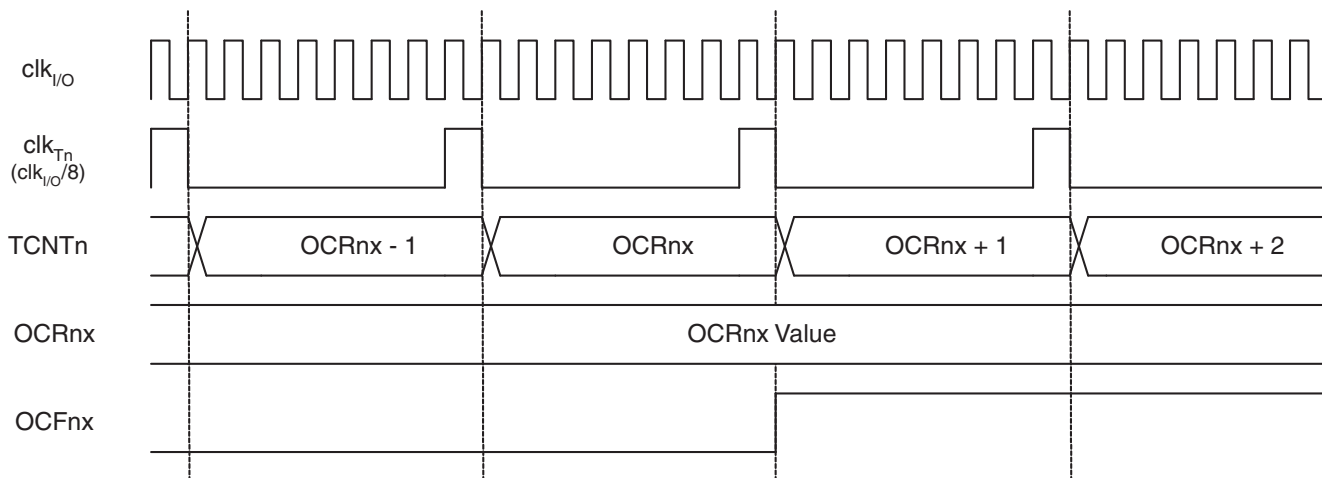 clkI/O
clkTn
(clkI/O/8)
TCNTn OCRnx - 1 OCRnx OCRnx + 1 OCRnx + 2
OCRnx OCRnx Value
OCFnx